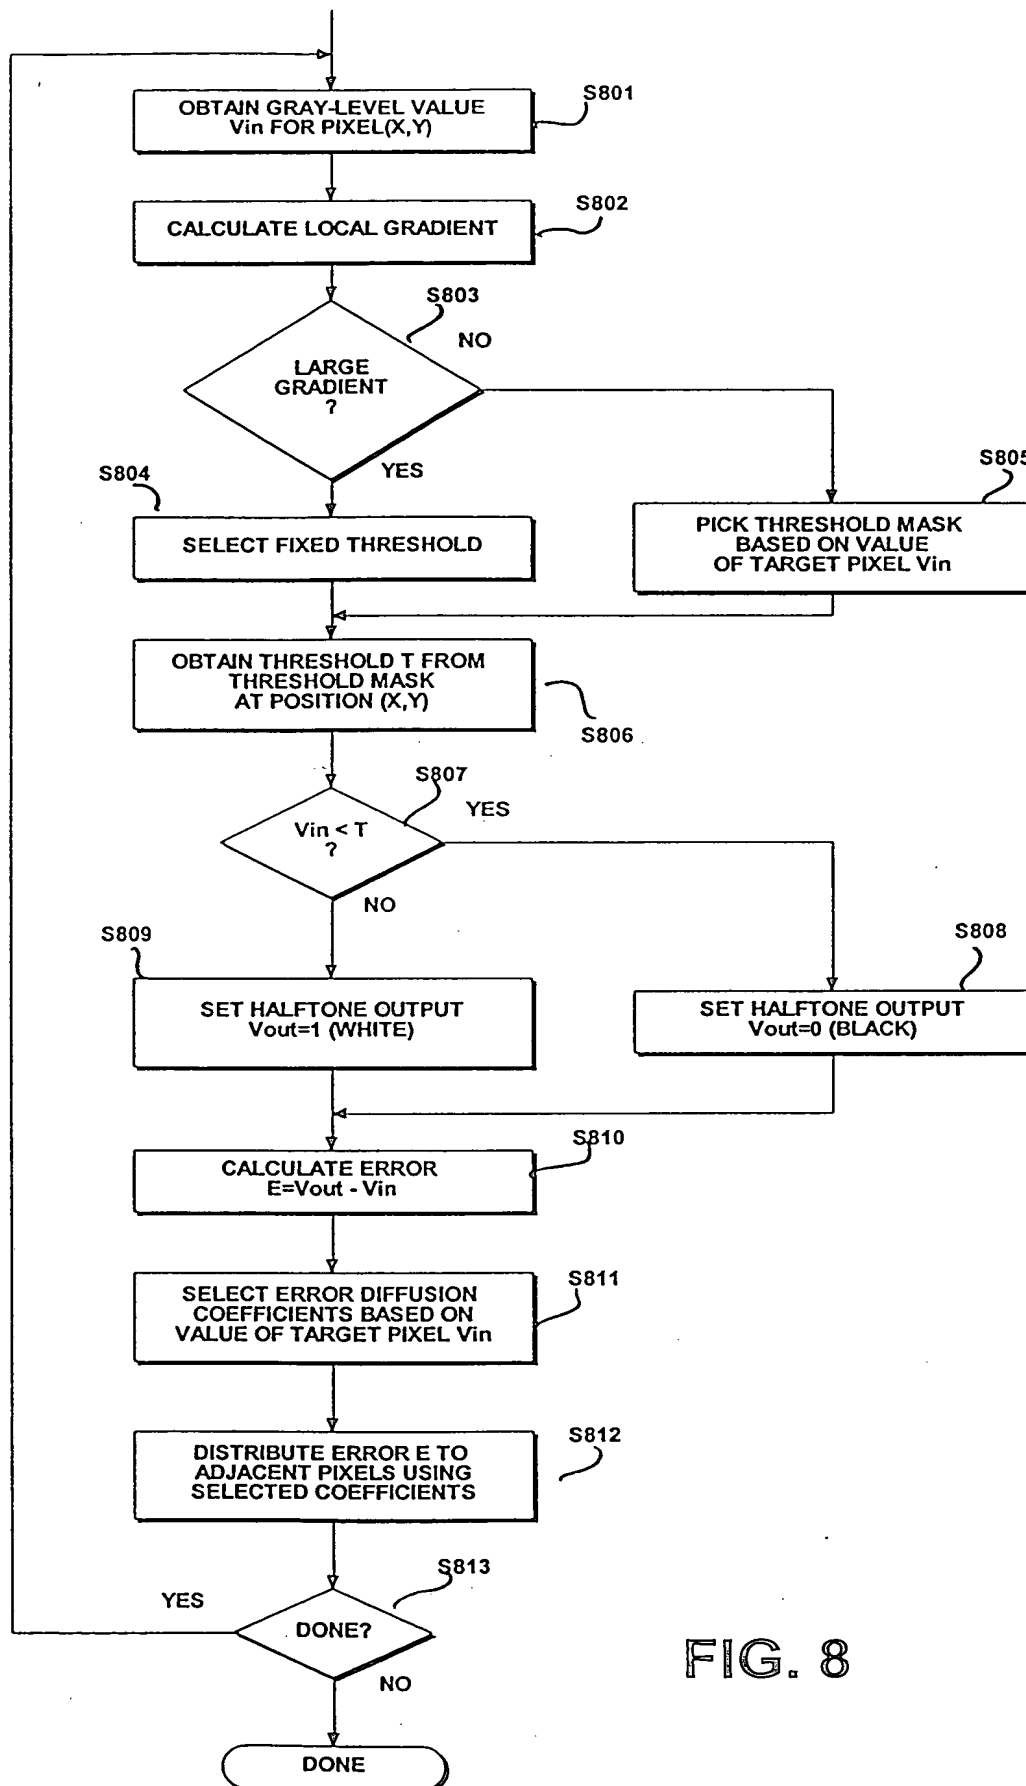 S801
OBTAIN GRAY-LEVEL VALUE
Vin FOR PIXEL(X,Y)
S802
CALCULATE LOCAL GRADIENT
S803
NO
LARGE
GRADIENT
?
YES
S804
SELECT FIXED THRESHOLD
S805
PICK THRESHOLD MASK
BASED ON VALUE
OF TARGET PIXEL Vin
OBTAIN THRESHOLD T FROM
THRESHOLD MASK
AT POSITION (X,Y)
S806
S807
YES
Vin < T
?
NO
S809
SET HALFTONE OUTPUT
Vout=1 (WHITE)
S808
SET HALFTONE OUTPUT
Vout=0 (BLACK)
S810
CALCULATE ERROR
E=Vout - Vin
S811
SELECT ERROR DIFFUSION
COEFFICIENTS BASED ON
VALUE OF TARGET PIXEL Vin
S812
DISTRIBUTE ERROR E TO
ADJACENT PIXELS USING
SELECTED COEFFICIENTS
S813
YES
DONE?
NO
DONE
FIG. 8